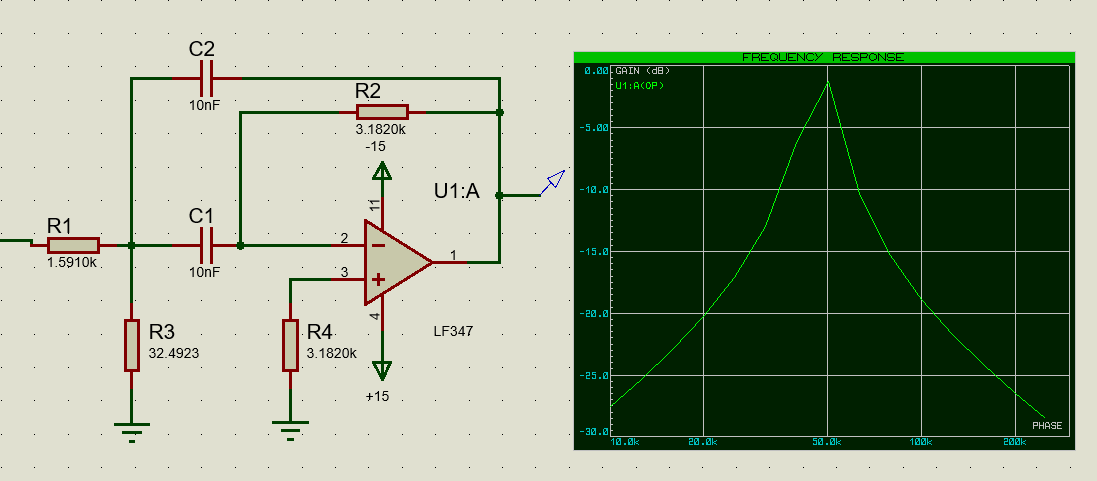 C2
10nF
R2
3.1820k
-15
11
U1:A
R1
1.5910k
C1
10nF
2
3
1
4
R3
32.4923
R4
3.1820k
LF347
+15
FREQUENCY RESPONSE
GAIN (dB)
U1:A(OP)
0.00
-5.00
-10.0
-15.0
-20.0
-25.0
-30.0
10.0k 20.0k 50.0k 100k 200k
PHASE